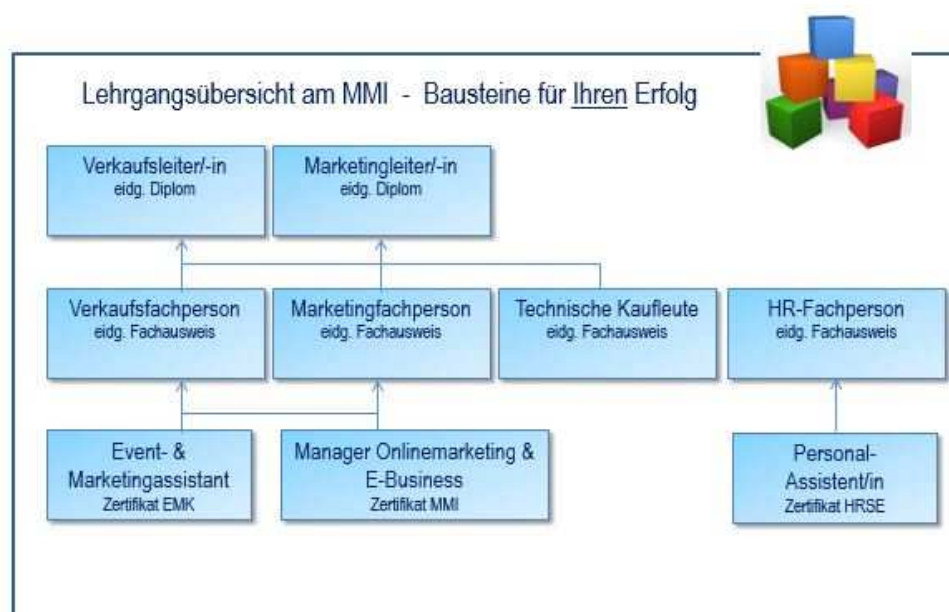 Lehrgangsübersicht am MMI - Bausteine für Ihren Erfolg
Verkaufsleiter/-in
eidg. Diplom
Marketingleiter/-in
eidg. Diplom
Verkaufsfachperson
eidg. Fachausweis
Marketingfachperson
eidg. Fachausweis
Technische Kaufleute
eidg. Fachausweis
HR-Fachperson
eidg. Fachausweis
Event- &
Marketingassistant
Zertifikat EMK
Manager Onlinemarketing &
E-Business
Zertifikat MMI
Personal-
Assistent/in
Zertifikat HRSE